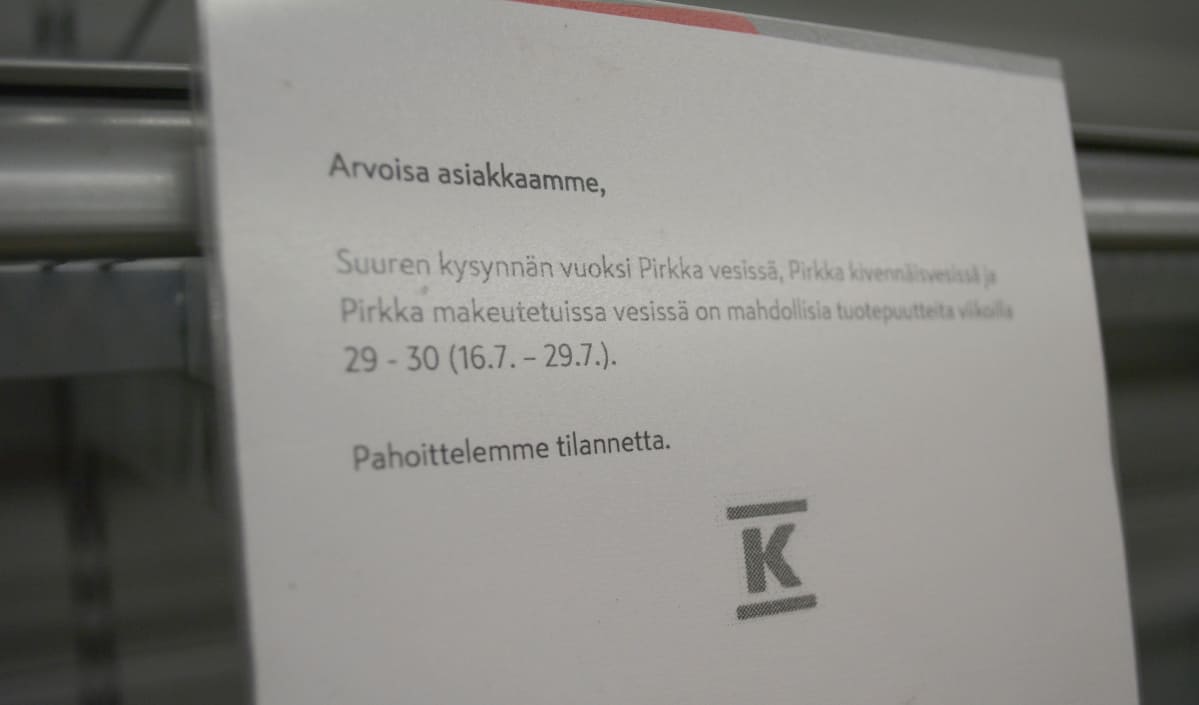 Arvoisa asiakkaamme,
Suuren kysynnän vuoksi Pirkka vesissä, Pirkka kivennäisvesissä ja
Pirkka makeutetuissa vesissä on mahdollisia tuotepuutteita viikoilla
29 - 30 (16.7. – 29.7.).
Pahoittelemme tilannetta.
K